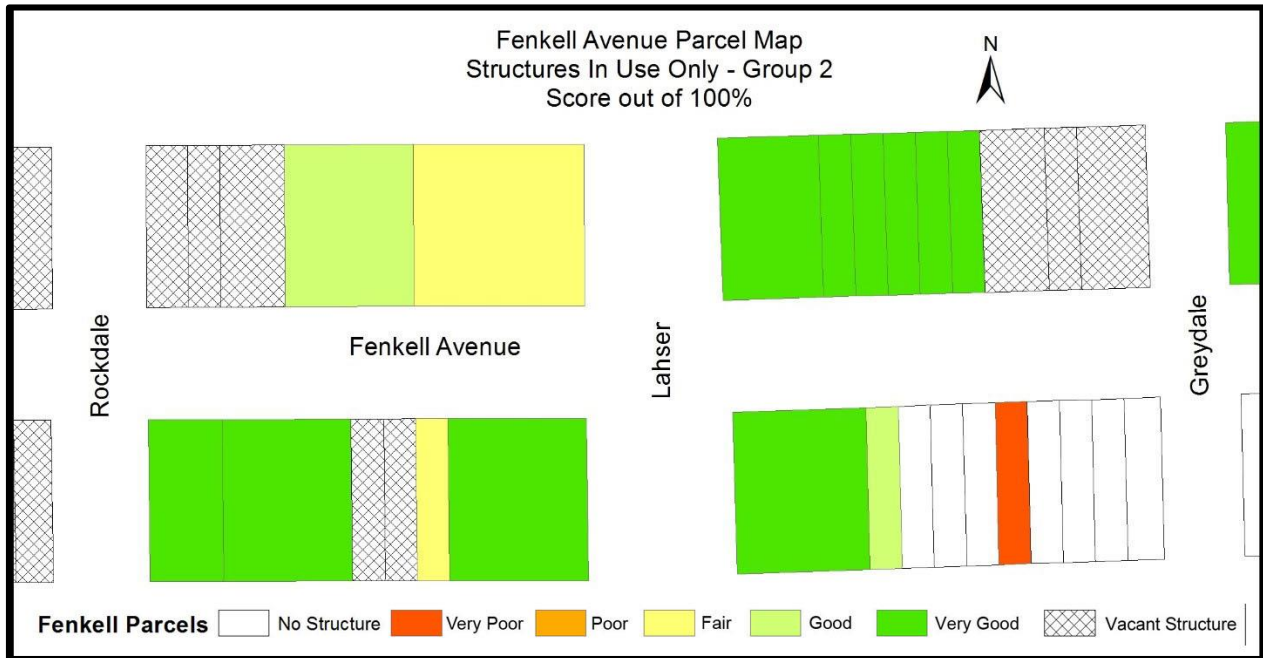 Fenkell Avenue Parcel Map
Structures In Use Only - Group 2
Score out of 100%
N
Fenkell Avenue
Rockdale
Lahser
Greydale
Fenkell Parcels No Structure Very Poor Poor Fair Good Very Good Vacant Structure